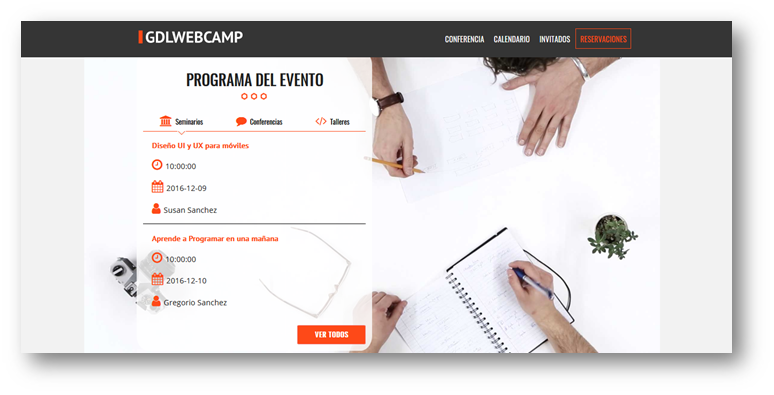 GDLWEBCAMP
CONFERENCIA CALENDARIO INVITADOS RESERVACIONES
PROGRAMA DEL EVENTO
Seminarios Conferencias Talleres
Diseño UI y UX para móviles
10:00:00
2016-12-09
Susan Sanchez
Aprende a Programar en una mañana
10:00:00
2016-12-10
Gregorio Sanchez
VER TODOS